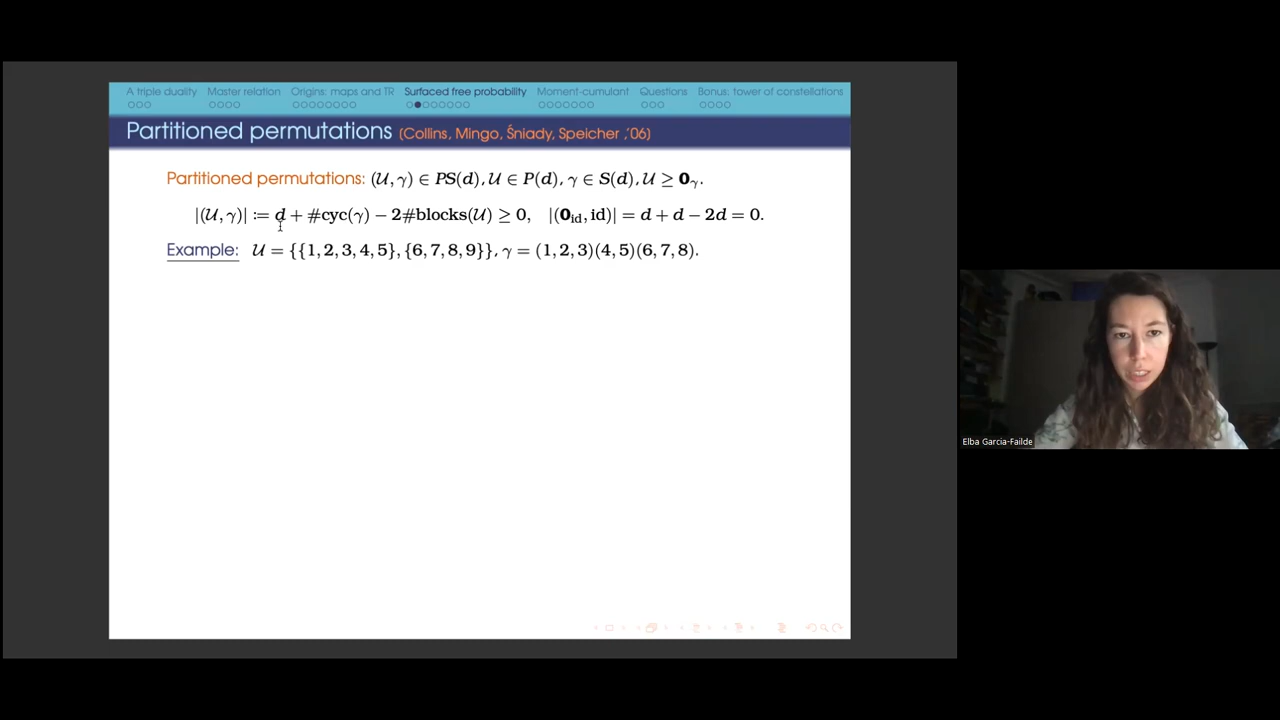 A triple duality Master relation Origins: maps and TR Surfaced free probability Moment-cumulant Questions Bonus: tower of constellations
Partitioned permutations [Collins, Mingo, Śniady, Speicher ,'06]
Partitioned permutations: (𝒰, γ) ∈ PS(d), 𝒰 ∈ P(d), γ ∈ S(d), 𝒰 ≥ 0_γ.
|(𝒰, γ)| := d + #cyc(γ) − 2#blocks(𝒰) ≥ 0, |(0_id, id)| = d + d − 2d = 0.
Example: 𝒰 = {{1, 2, 3, 4, 5}, {6, 7, 8, 9}}, γ = (1, 2, 3)(4, 5)(6, 7, 8).
Elba Garcia-Failde